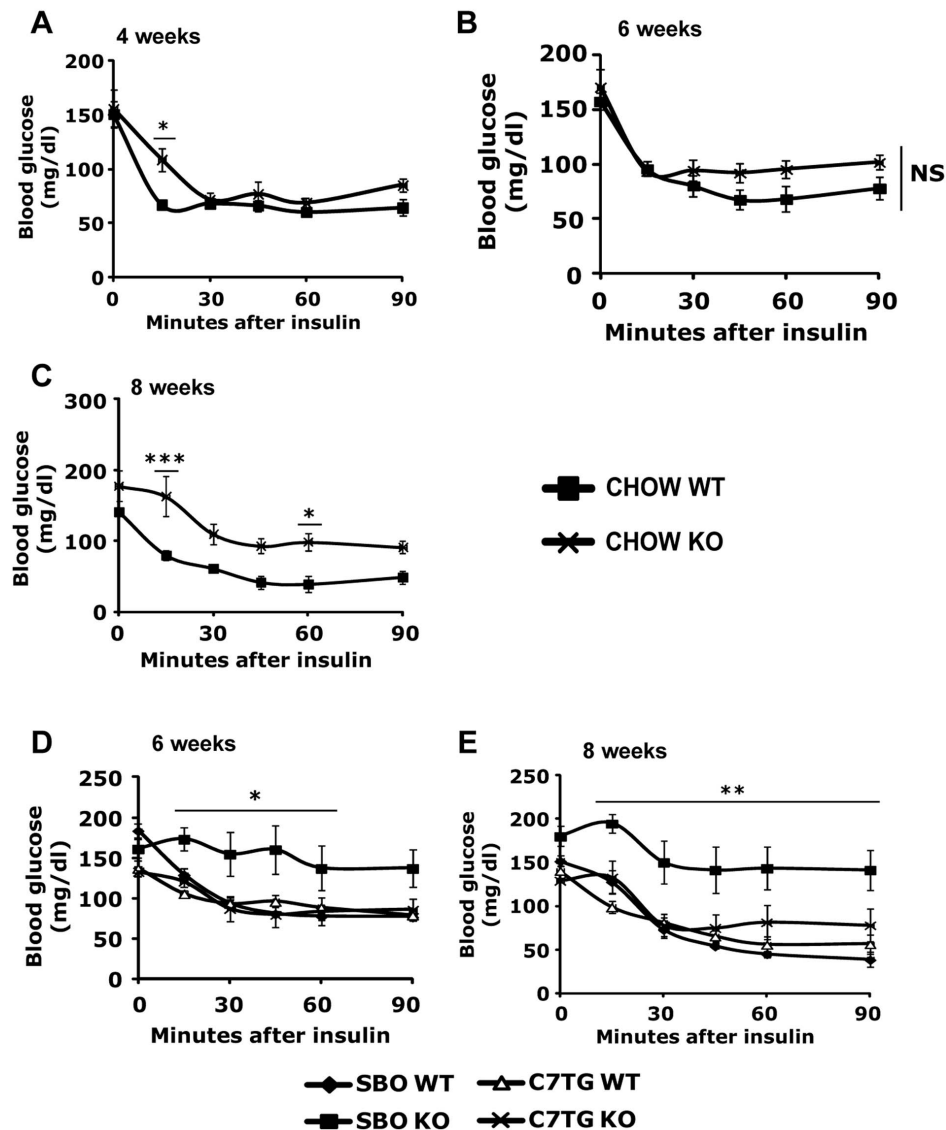 A
4 weeks
Blood glucose
(mg/dl)
200
150
100
50
0
*
0 30 60 90
Minutes after insulin
B
6 weeks
Blood glucose
(mg/dl)
200
150
100
50
0
NS
0 30 60 90
Minutes after insulin
C
8 weeks
Blood glucose
(mg/dl)
300
200
100
0
***
*
0 30 60 90
Minutes after insulin
CHOW WT
CHOW KO
D
6 weeks
Blood glucose
(mg/dl)
250
200
150
100
50
0
*
0 30 60 90
Minutes after insulin
E
8 weeks
Blood glucose
(mg/dl)
250
200
150
100
50
0
**
0 30 60 90
Minutes after insulin
SBO WT C7TG WT
SBO KO C7TG KO